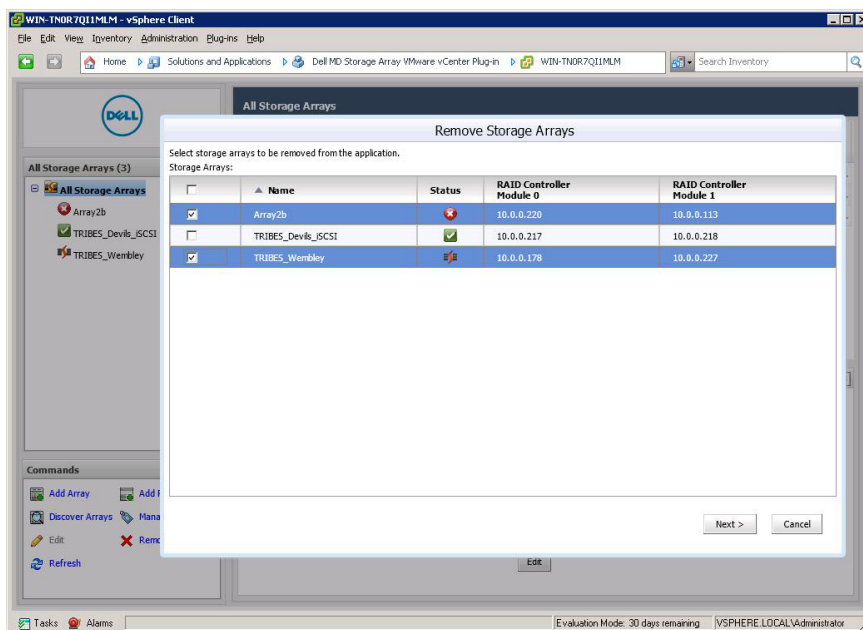 WIN-TN0R7QI1MLM - vSphere Client
File Edit View Inventory Administration Plug-ins Help
Home Solutions and Applications Dell MD Storage Array VMware vCenter Plug-in WIN-TN0R7QI1MLM Search Inventory
DELL
All Storage Arrays
Remove Storage Arrays
Select storage arrays to be removed from the application.
Storage Arrays:
Name Status RAID Controller Module 0 RAID Controller Module 1
Array2b 10.0.0.220 10.0.0.113
TRIBES_Devils_iSCSI 10.0.0.217 10.0.0.218
TRIBES_Wembley 10.0.0.178 10.0.0.227
Next > Cancel
All Storage Arrays (3)
All Storage Arrays
Array2b
TRIBES_Devils_iSCSI
TRIBES_Wembley
Commands
Add Array Add
Discover Arrays Mana
Edit Remo
Refresh
Edit
Tasks Alarms Evaluation Mode: 30 days remaining VSPHERE.LOCAL\Administrator